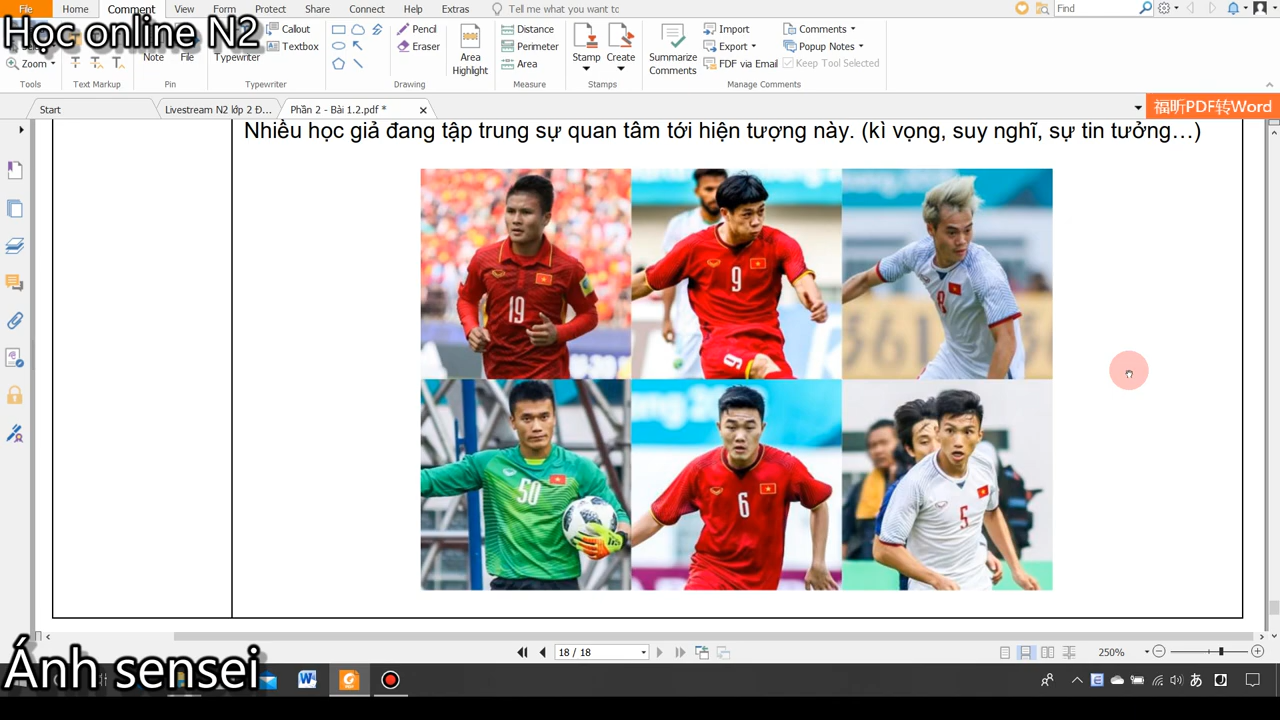 File Home Comment View Form Protect Share Connect Help Extras Tell me what you want tc Find
Học online N2
Callout
Textbox
Typewriter
Pencil
Eraser
Area
Highlight
Distance
Perimeter
Area
Stamp Create
Summarize
Comments
Import
Export
FDF via Email
Comments
Popup Notes
Keep Tool Selected
Zoom
Note File
Tools Text Markup Pin Typewriter Drawing Measure Stamps Manage Comments
Start Livestream N2 lớp 2 Đ... Phần 2 - Bài 1.2.pdf *
福昕PDF转Word
Nhiều học giả đang tập trung sự quan tâm tới hiện tượng này. (kì vọng, suy nghĩ, sự tin tưởng…)
19
9
9
8
50
6
5
18 / 18
250%
Ánh sensei
あ